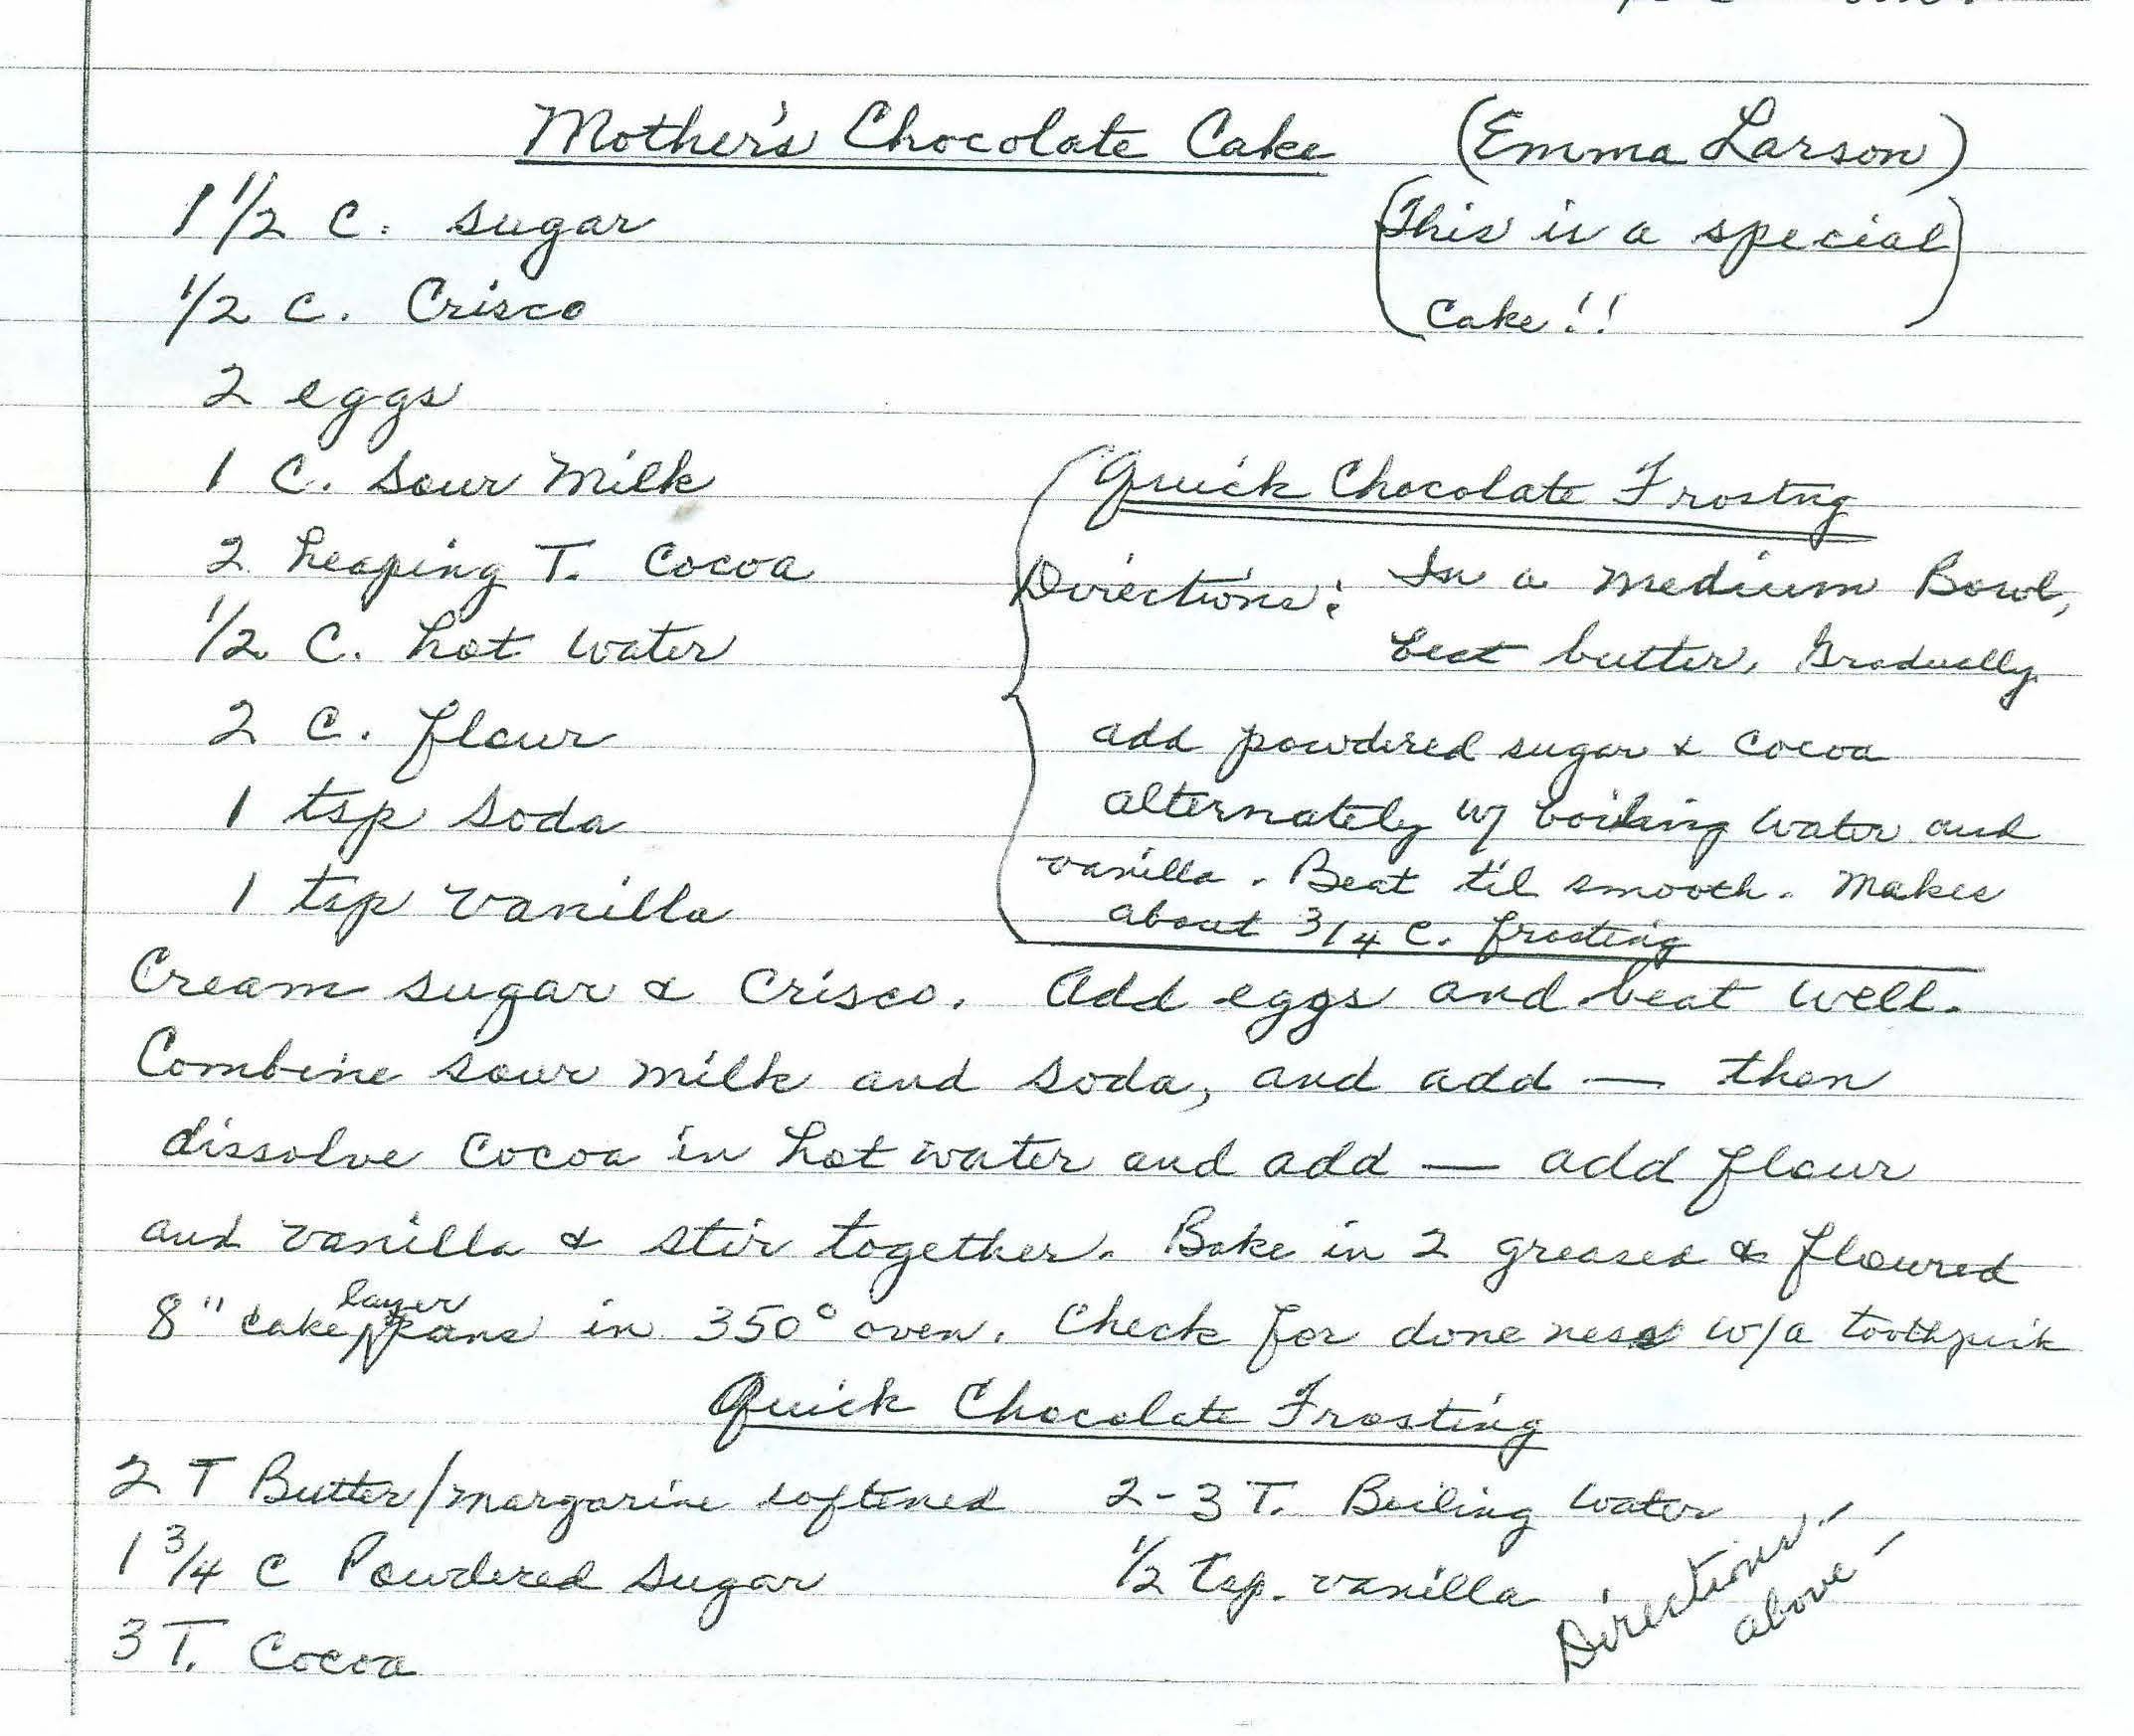 Mother's Chocolate Cake (Emma Larson)
(This is a special
Cake!!)
1 1/2 C. sugar
1/2 C. Crisco
2 eggs
1 C. Sour Milk
2 heaping T. Cocoa
1/2 C. hot water
2 C. flour
1 tsp soda
1 tsp vanilla
Quick Chocolate Frostng
Directions: In a medium Bowl,
beat butter. Gradually
add powdered sugar & cocoa
alternately w/ boiling water and
vanilla. Beat til smooth. Makes
about 3/4 C. frosting
Cream sugar & Crisco. Add eggs and beat well.
Combine sour milk and soda, and add — then
dissolve cocoa in hot water and add — add flour
and vanilla & stir together. Bake in 2 greased & floured
8" cake layer pans in 350° oven. Check for doneness w/a toothpick
Quick Chocolate Frosting
2 T Butter/margarine softened 2-3 T. Boiling water
1 3/4 C Powdered Sugar 1/2 tsp. vanilla
3 T. Cocoa
Directions -
above -